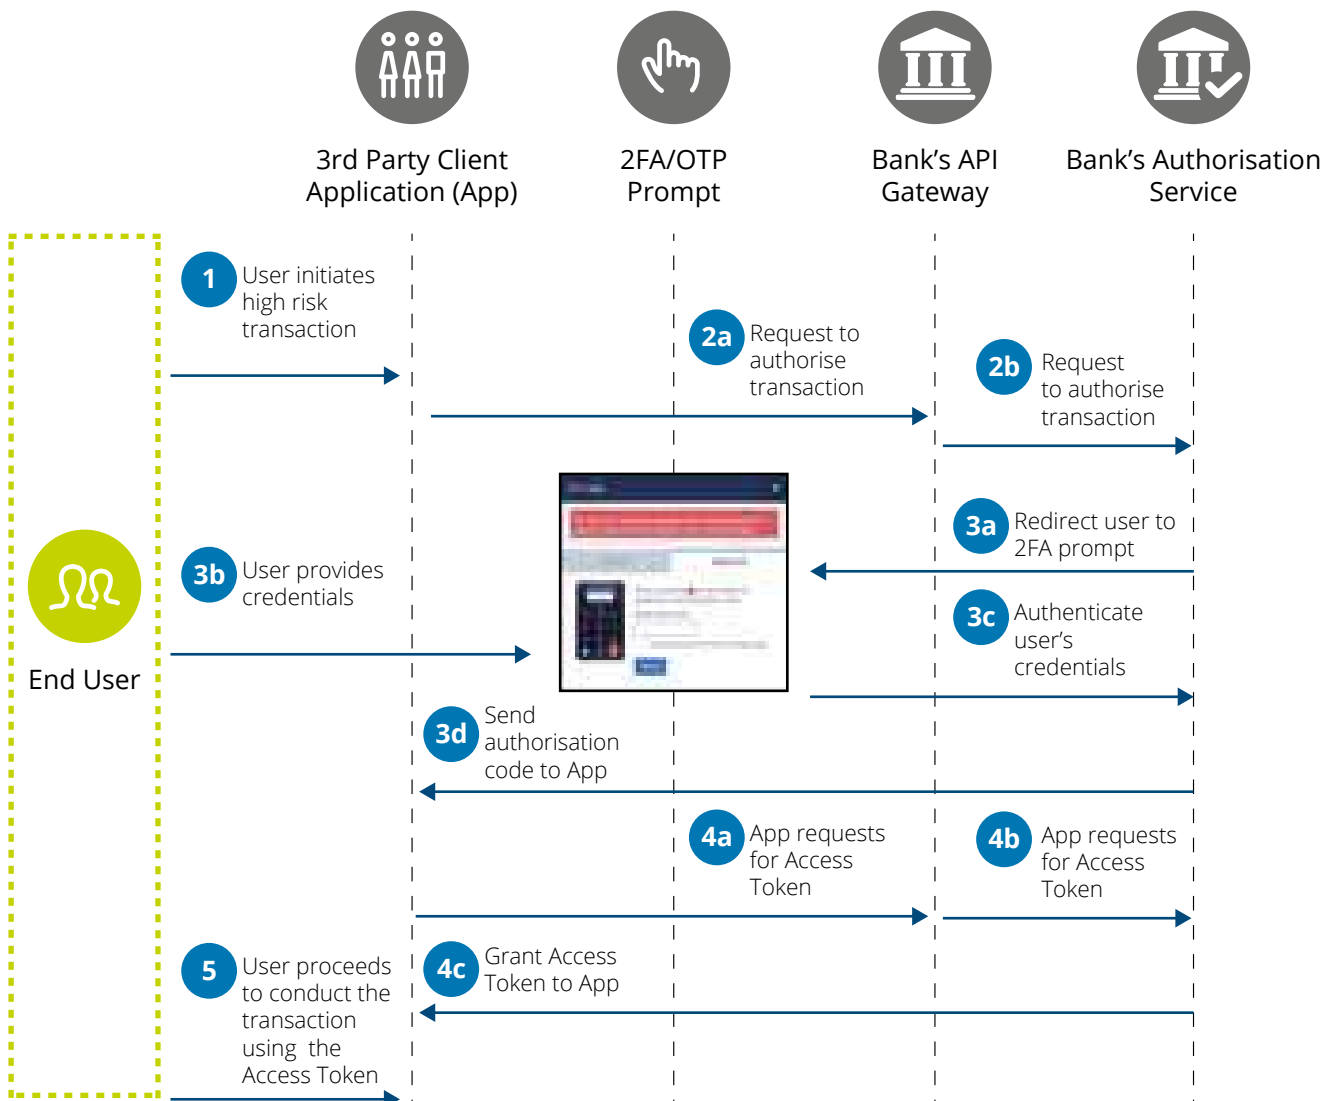 3rd Party Client
Application (App)
2FA/OTP
Prompt
Bank's API
Gateway
Bank's Authorisation
Service
1
User initiates
high risk
transaction
2a
Request to
authorise
transaction
2b
Request
to authorise
transaction
3a
Redirect user to
2FA prompt
3b
User provides
credentials
3c
Authenticate
user's
credentials
End User
3d
Send
authorisation
code to App
4a
App requests
for Access
Token
4b
App requests
for Access
Token
4c
Grant Access
Token to App
5
User proceeds
to conduct the
transaction
using the
Access Token